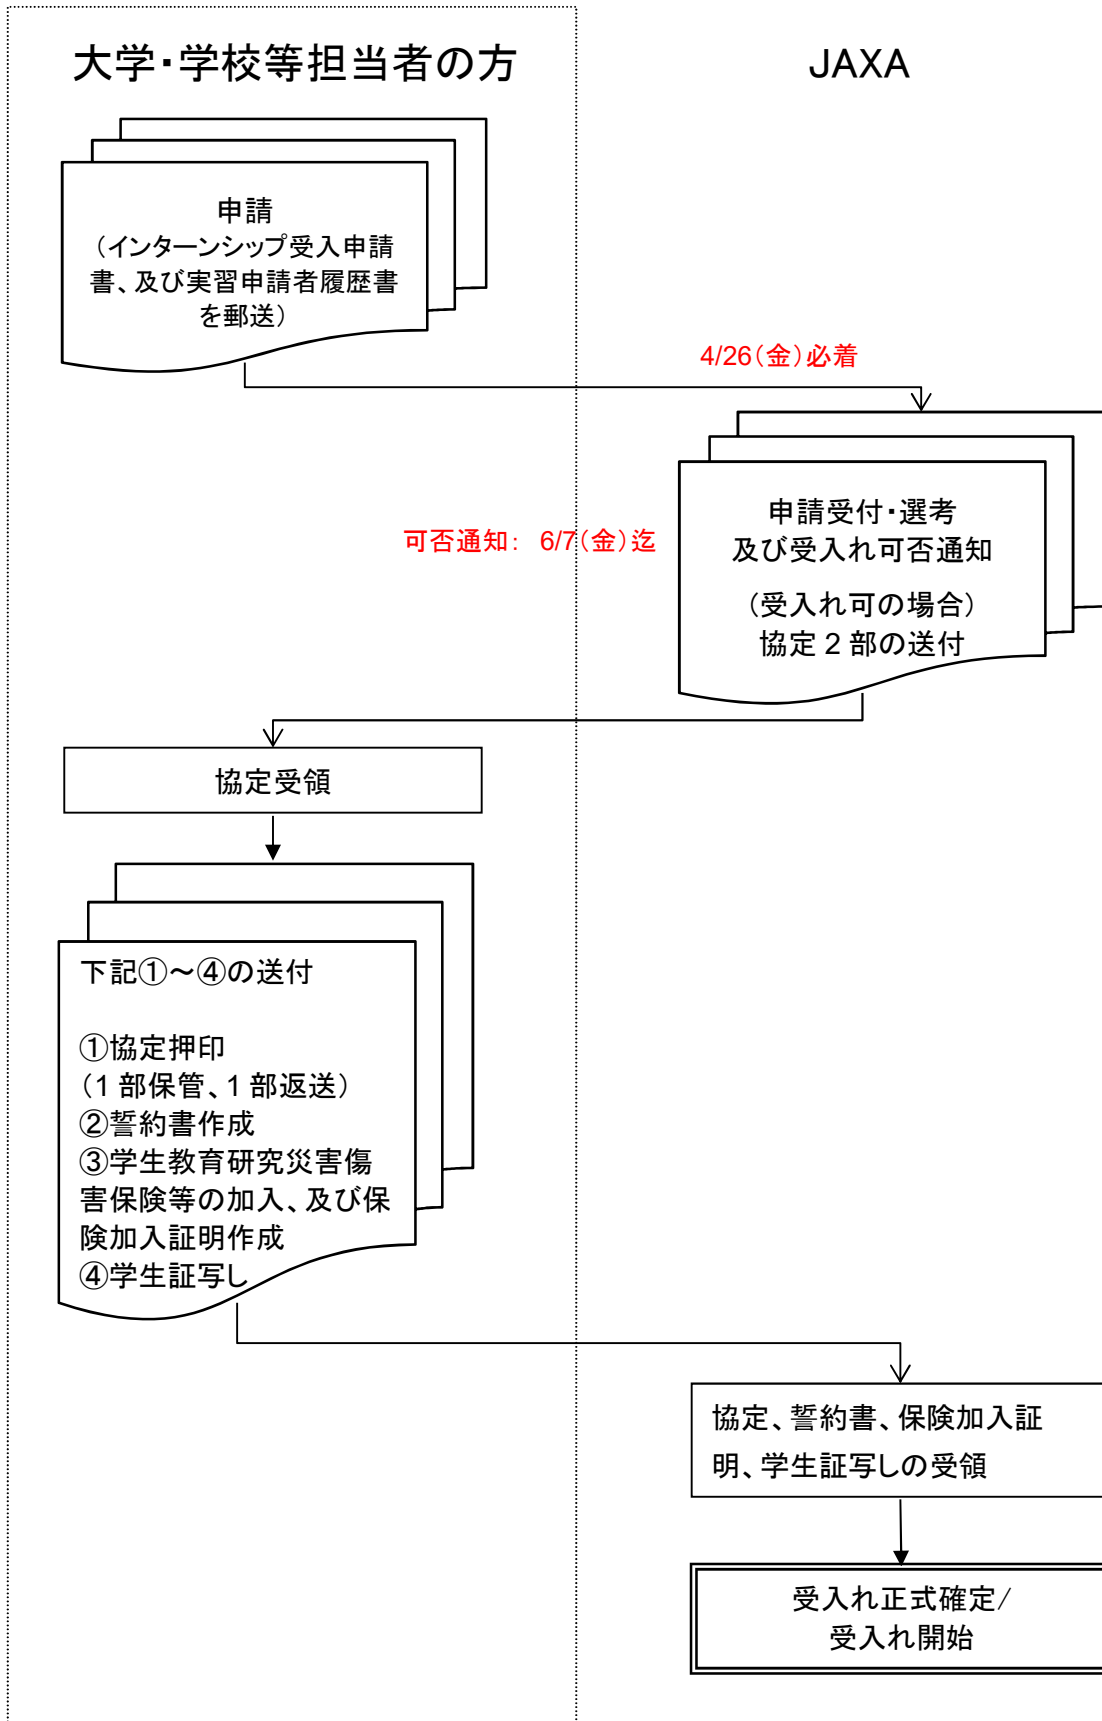 大学・学校等担当者の方
JAXA
申請
（インターンシップ受入申請
書、及び実習申請者履歴書
を郵送）
4/26（金）必着
可否通知： 6/7（金）迄
申請受付・選考
及び受入れ可否通知
（受入れ可の場合）
協定２部の送付
協定受領
下記①～④の送付
①協定押印
（1 部保管、1 部返送）
②誓約書作成
③学生教育研究災害傷
害保険等の加入、及び保
険加入証明作成
④学生証写し
協定、誓約書、保険加入証
明、学生証写しの受領
受入れ正式確定/
受入れ開始